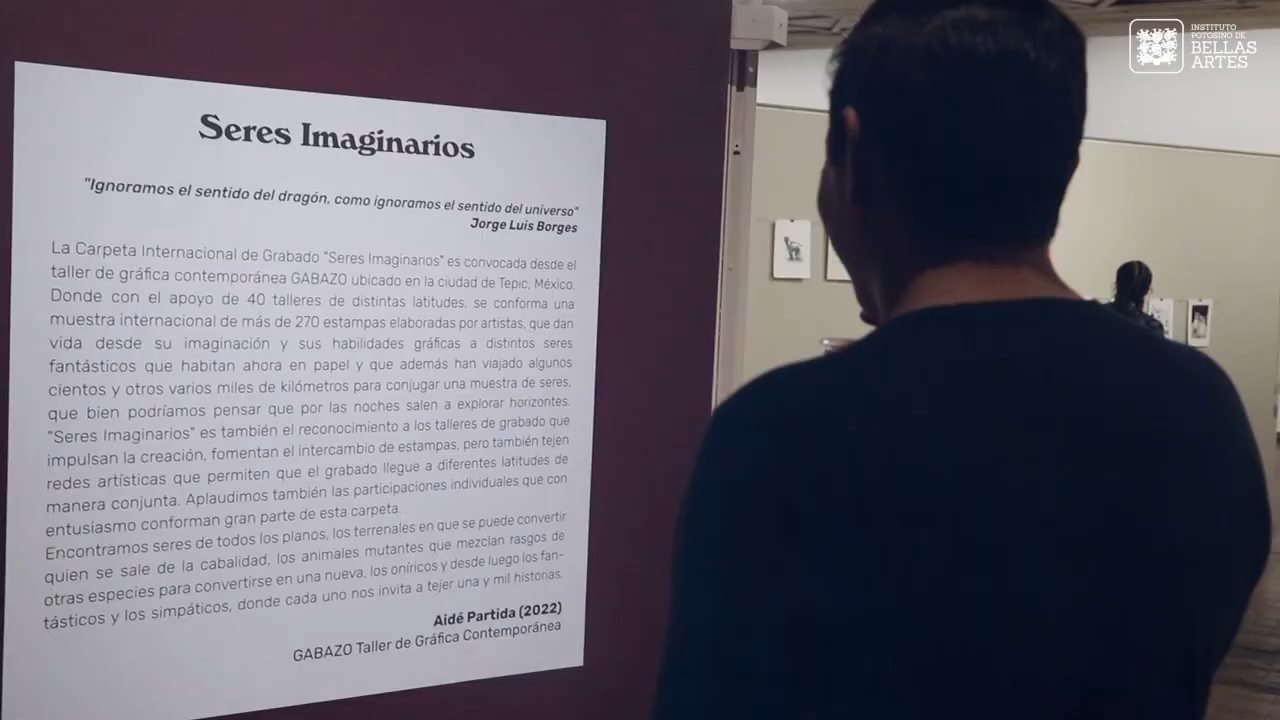 INSTITUTO
POTOSINO DE
BELLAS
ARTES
Seres Imaginarios
"Ignoramos el sentido del dragón, como ignoramos el sentido del universo"
Jorge Luis Borges
La Carpeta Internacional de Grabado "Seres Imaginarios" es convocada desde el
taller de gráfica contemporánea GABAZO ubicado en la ciudad de Tepic, México.
Donde con el apoyo de 40 talleres de distintas latitudes, se conforma una
muestra internacional de más de 270 estampas elaboradas por artistas, que dan
vida desde su imaginación y sus habilidades gráficas a distintos seres
fantásticos que habitan ahora en papel y que además han viajado algunos
cientos y otros varios miles de kilómetros para conjugar una muestra de seres,
que bien podríamos pensar que por las noches salen a explorar horizontes.
"Seres Imaginarios" es también el reconocimiento a los talleres de grabado que
impulsan la creación, fomentan el intercambio de estampas, pero también tejen
redes artísticas que permiten que el grabado llegue a diferentes latitudes de
manera conjunta. Aplaudimos también las participaciones individuales que con
entusiasmo conforman gran parte de esta carpeta.
Encontramos seres de todos los planos, los terrenales en que se puede convertir
quien se sale de la cabalidad, los animales mutantes que mezclan rasgos de
otras especies para convertirse en una nueva, los oníricos y desde luego los fan-
tásticos y los simpáticos, donde cada uno nos invita a tejer una y mil historias.
Aidé Partida (2022)
GABAZO Taller de Gráfica Contemporánea